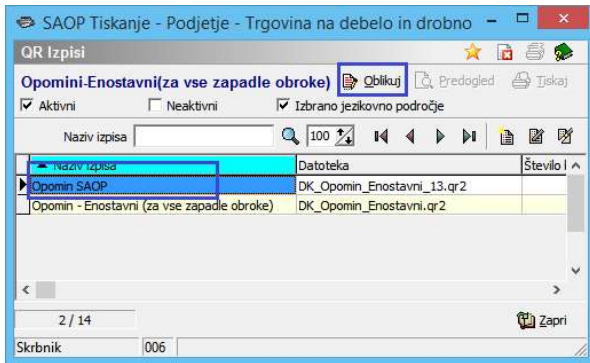 SAOP Tiskanje - Podjetje - Trgovina na debelo in drobno
QR Izpisi
Opomini-Enostavni(za vse zapadle obroke) Oblikuj Predogled Tiskaj
Aktivni Neaktivni Izbrano jezikovno področje
Naziv izpisa 100
Naziv izpisa Datoteka Število
Opomin SAOP DK_Opomin_Enostavni_13.qr2
Opomin - Enostavni (za vse zapadle obroke) DK_Opomin_Enostavni.qr2
2 / 14 Zapri
Skrbnik 006